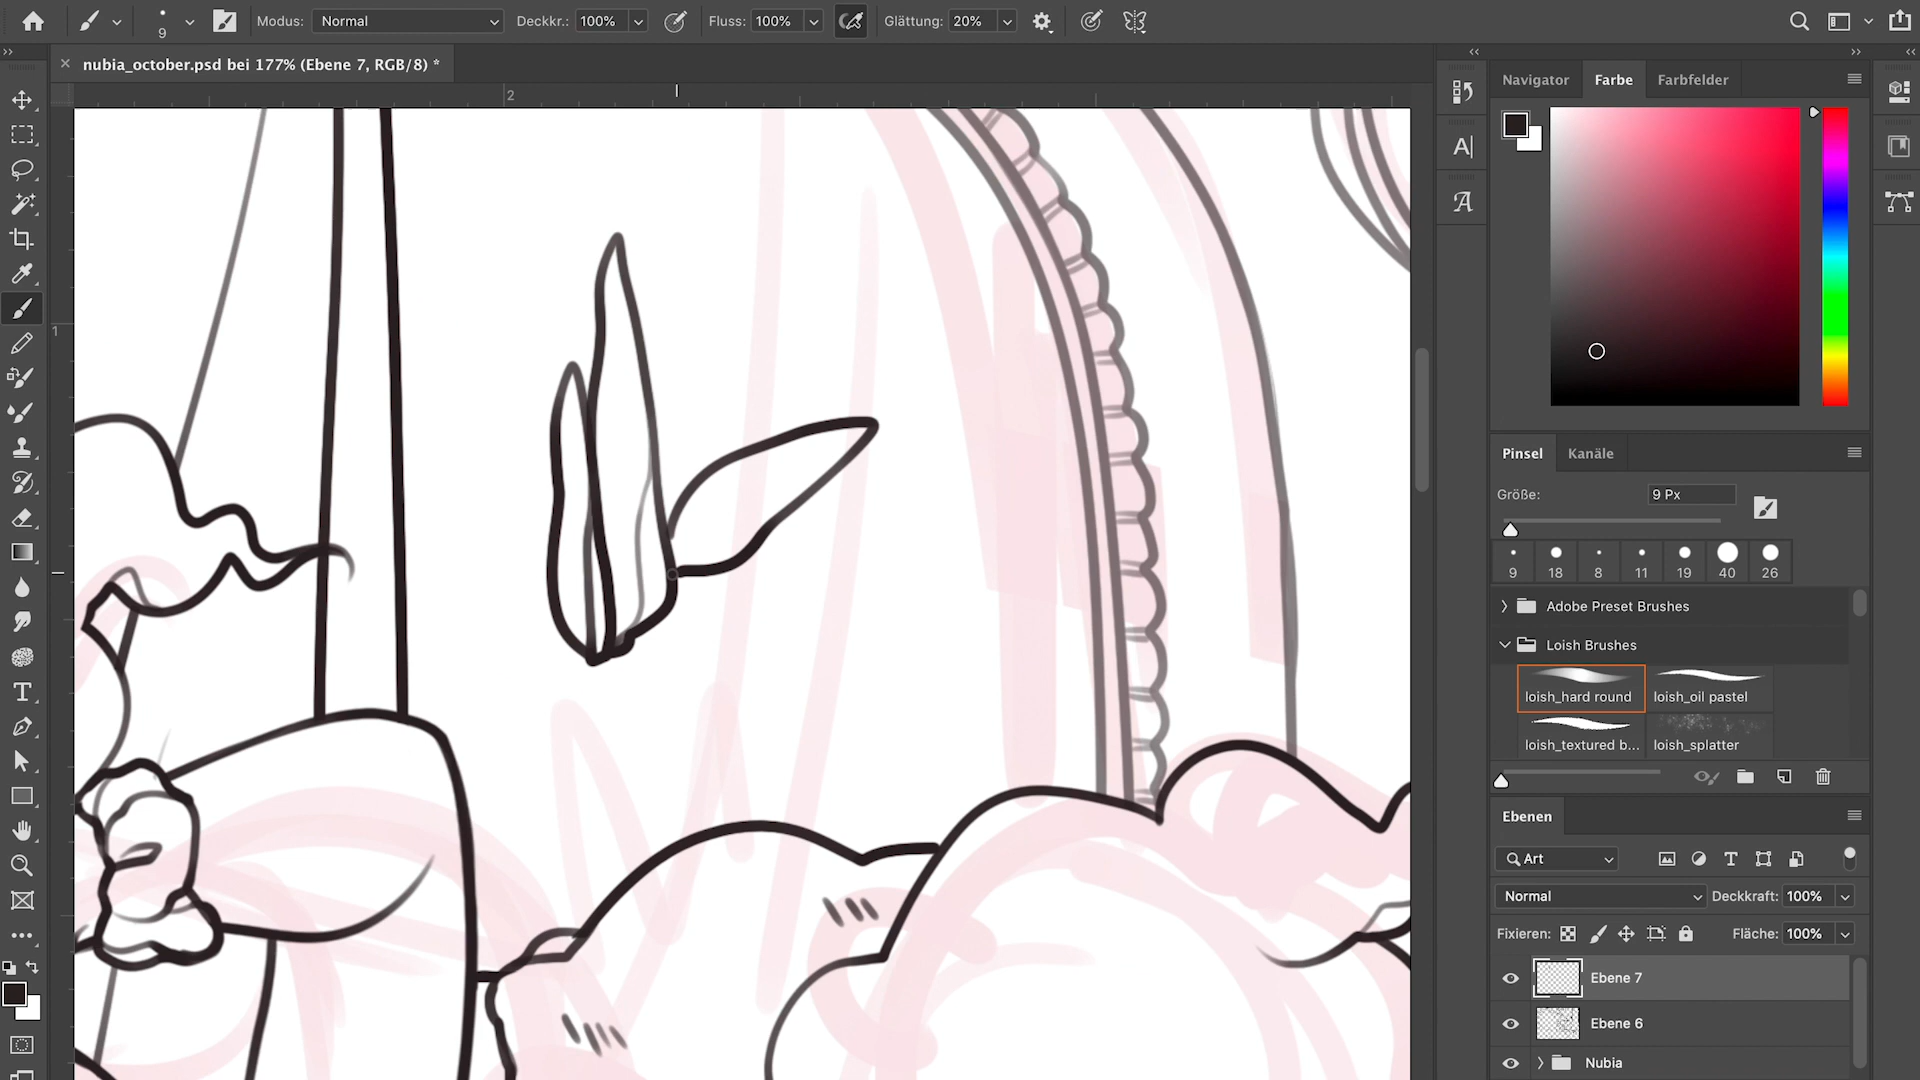 Modus: Normal Deckkr.: 100% Fluss: 100% Glättung: 20%
9
nubia_october.psd bei 177% (Ebene 7, RGB/8) *
2
1
Navigator Farbe Farbfelder
Pinsel Kanäle
Größe: 9 Px
9 18 8 11 19 40 26
Adobe Preset Brushes
Loish Brushes
loish_hard round loish_oil pastel
loish_textured b... loish_splatter
Ebenen
Art
Normal Deckkraft: 100%
Fixieren: Fläche: 100%
Ebene 7
Ebene 6
Nubia